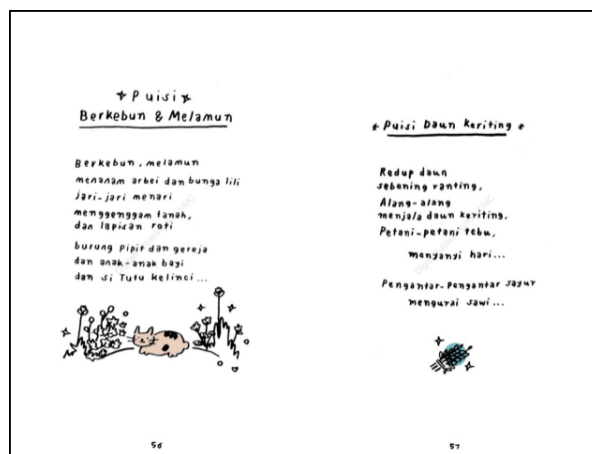 Puisi
Berkebun & Melamun
Berkebun, melamun
menanam arbei dan bunga lili
jari-jari menari
menggenggam tanah,
dan lapisan roti
burung pipit dan gereja
dan anak-anak bayi
dan si Tutu Kelinci...
56
Puisi Daun Keriting
Redup daun
sebening ranting,
Alang-alang
menjala daun keriting.
Petani-petani tebu,
menyanyi hari...
Pengantar-pengantar sayur
mengurai sawi...
57